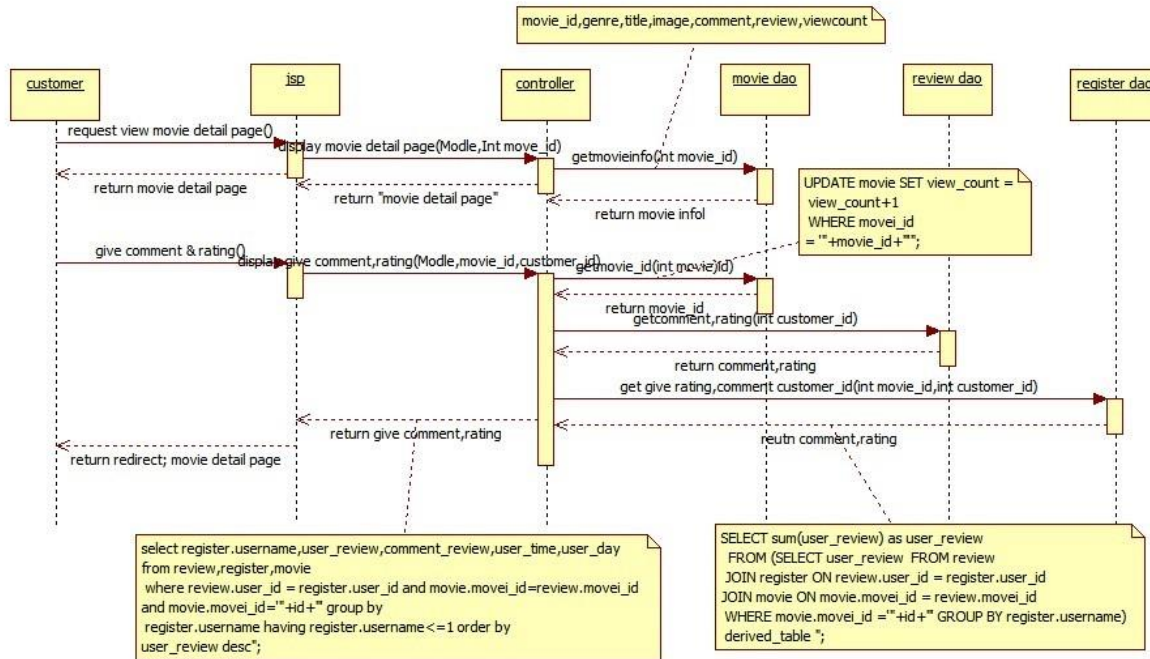 movie_id,genre,title,image,comment,review,viewcount
customer
jsp
controller
movie dao
review dao
register dao
request view movie detail page()
display movie detail page(Modle,Int move_id)
getmovieinfo(int movie_id)
return movie detail page
return "movie detail page"
return movie infol
UPDATE movie SET view_count =
view_count+1
WHERE movei_id
= '"+movie_id+"'";
give comment & rating()
display give comment,rating(Modle,movie_id,customer_id)
getmovie_id(int movie)id)
return movie_id
getcomment,rating(int customer_id)
return comment,rating
get give rating,comment customer_id(int movie_id,int customer_id)
return give comment,rating
reutn comment,rating
return redirect; movie detail page
select register.username,user_review,comment_review,user_time,user_day
from review,register,movie
where review.user_id = register.user_id and movie.movei_id=review.movei_id
and movie.movei_id='"+id+"' group by
register.username having register.username<=1 order by
user_review desc";
SELECT sum(user_review) as user_review
FROM (SELECT user_review FROM review
JOIN register ON review.user_id = register.user_id
JOIN movie ON movie.movei_id = review.movei_id
WHERE movie.movei_id ='"+id+"' GROUP BY register.username)
derived_table ";